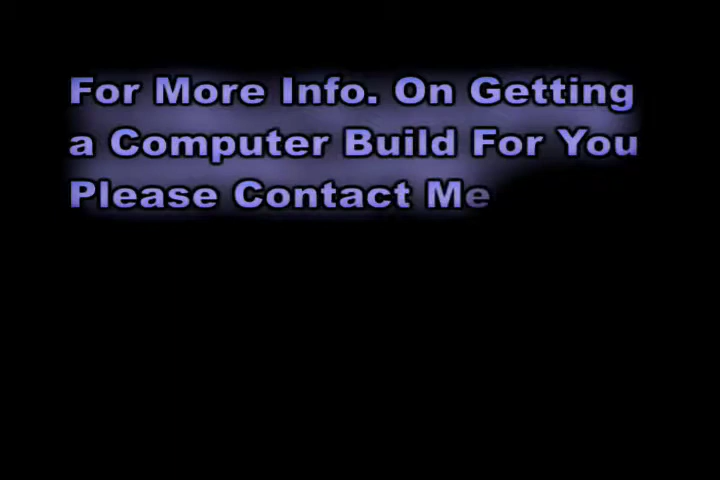 For More Info. On Getting
a Computer Build For You
Please Contact Me